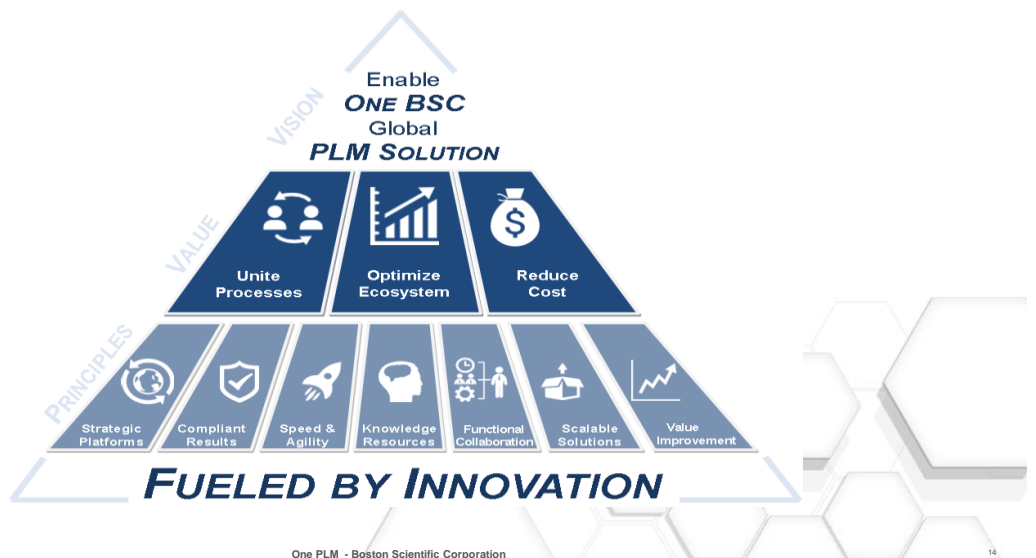 VISION
Enable
ONE BSC
Global
PLM SOLUTION
VALUE
Unite
Processes
Optimize
Ecosystem
$
Reduce
Cost
PRINCIPLES
Strategic
Platforms
Compliant
Results
Speed &
Agility
Knowledge
Resources
Functional
Collaboration
Scalable
Solutions
Value
Improvement
FUELED BY INNOVATION
One PLM - Boston Scientific Corporation
14